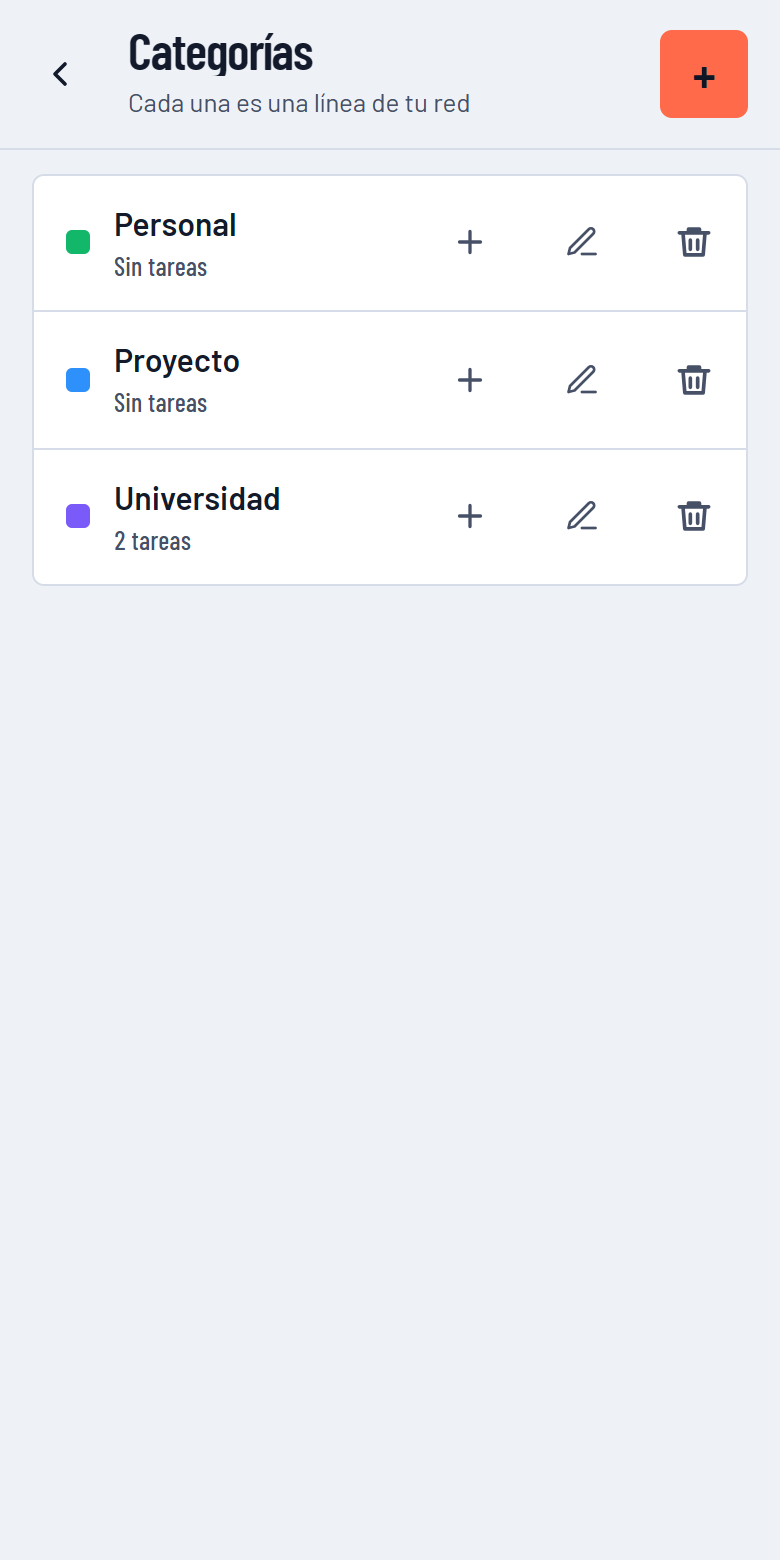 Categorías
Cada una es una línea de tu red
Personal
Sin tareas
Proyecto
Sin tareas
Universidad
2 tareas